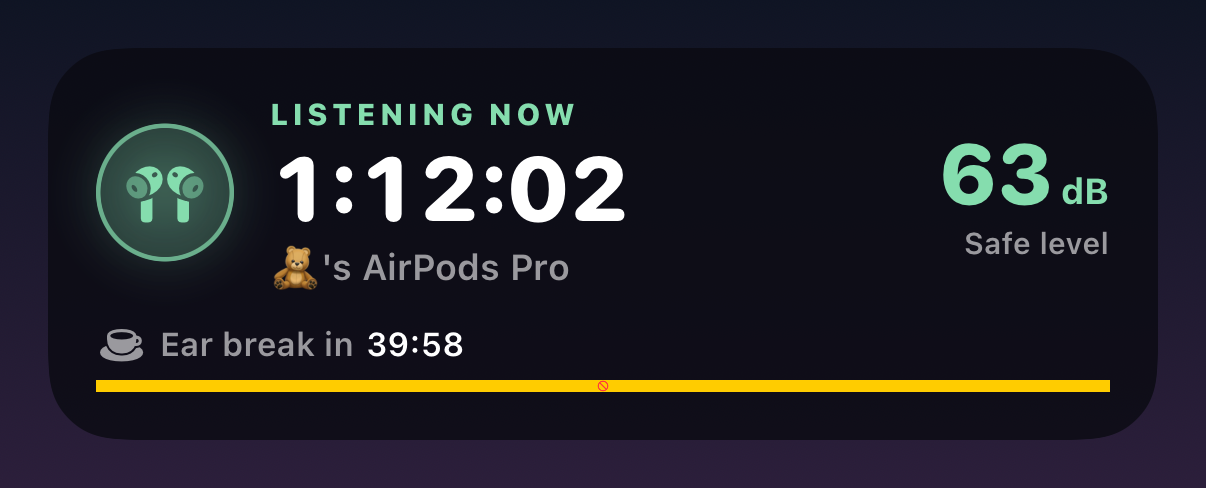 LISTENING NOW
1:12:02
🧸's AirPods Pro
63 dB
Safe level
Ear break in 39:58